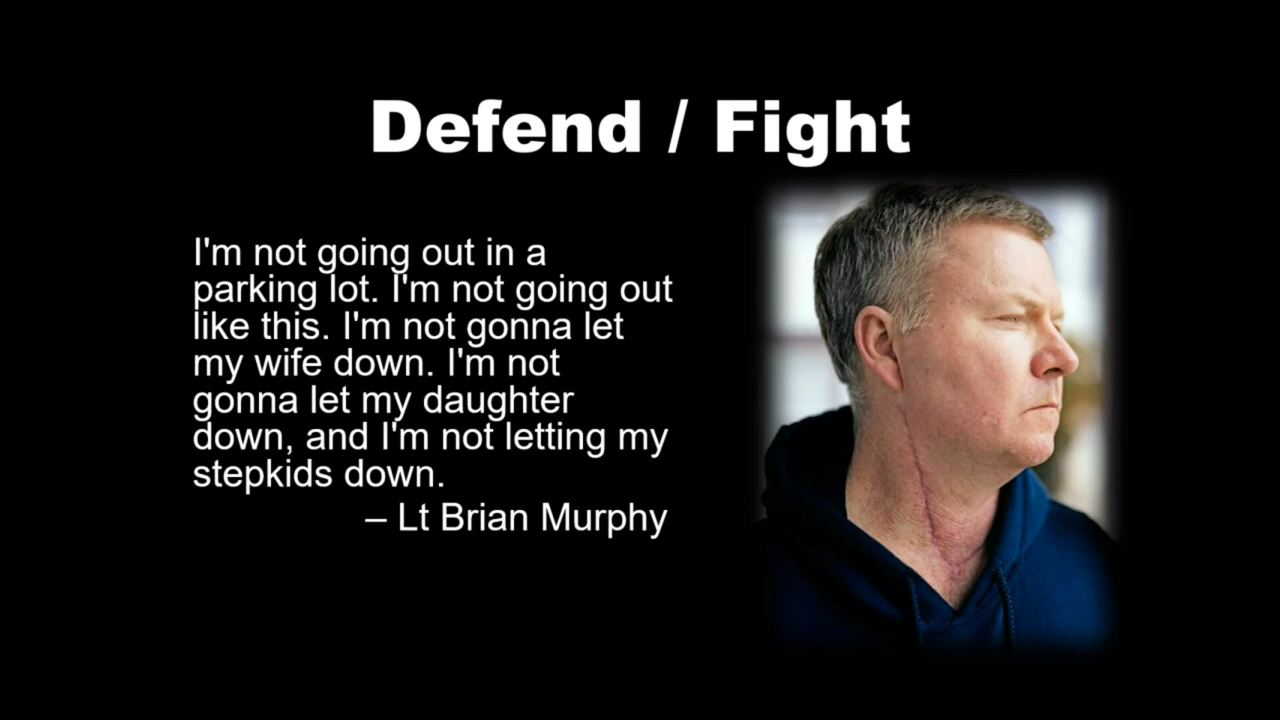 Defend / Fight
I'm not going out in a
parking lot. I'm not going out
like this. I'm not gonna let
my wife down. I'm not
gonna let my daughter
down, and I'm not letting my
stepkids down.
– Lt Brian Murphy